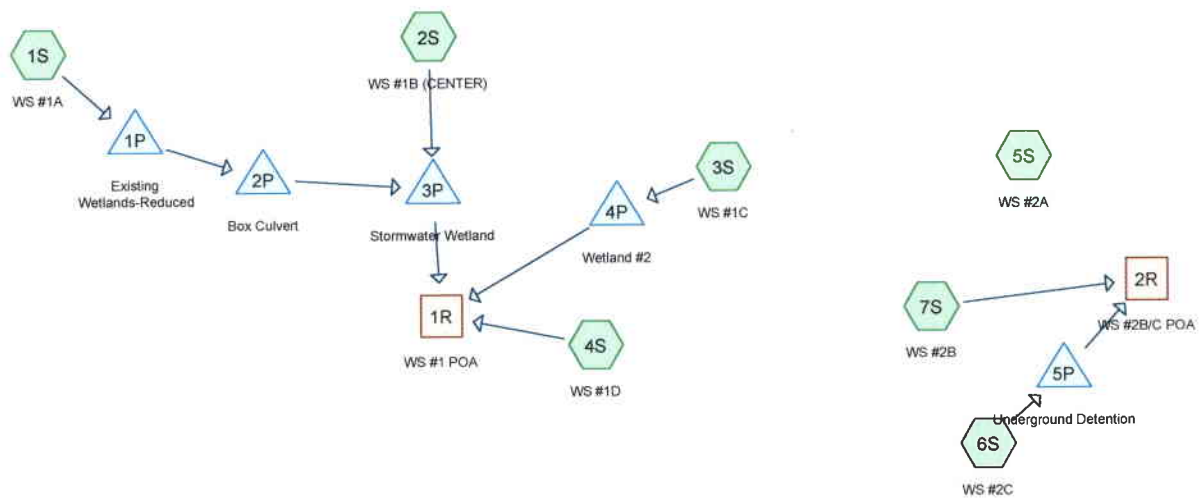 1S
WS #1A
2S
WS #1B (CENTER)
1P
Existing
Wetlands-Reduced
2P
Box Culvert
3P
Stormwater Wetland
3S
WS #1C
4P
Wetland #2
1R
WS #1 POA
4S
WS #1D
5S
WS #2A
7S
WS #2B
2R
WS #2B/C POA
5P
Underground Detention
6S
WS #2C